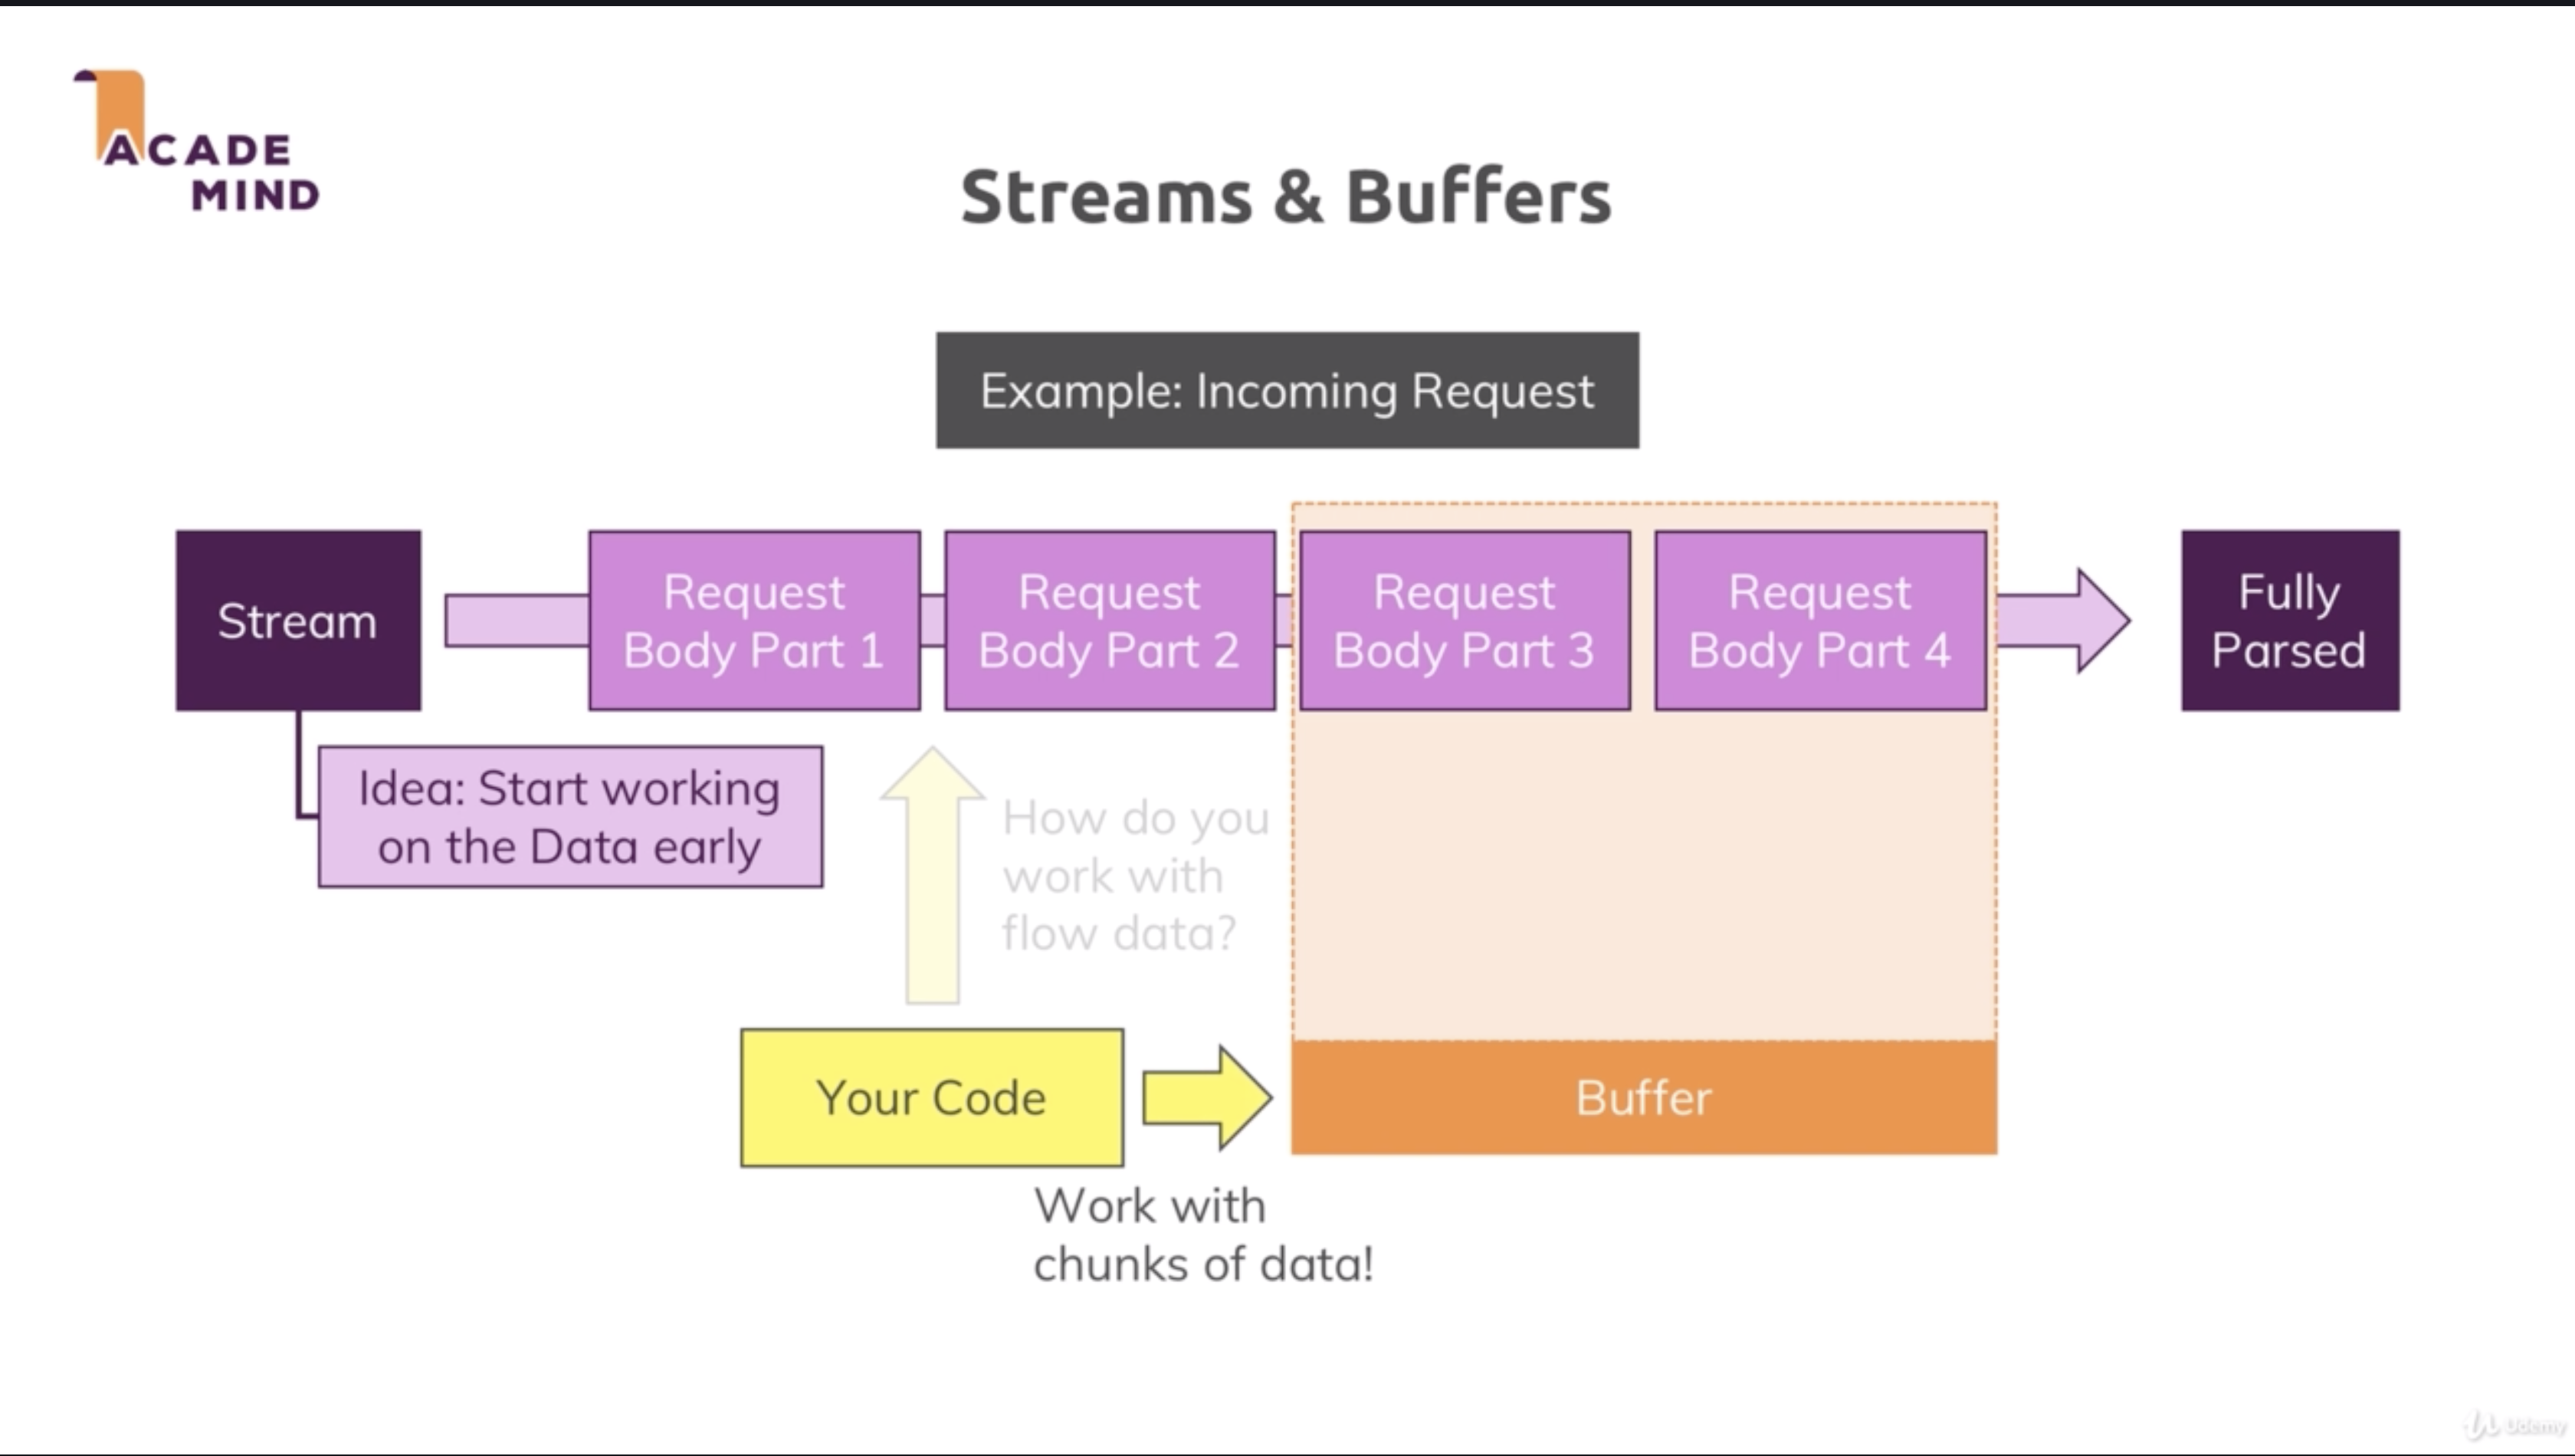 ACADE
MIND
Streams & Buffers
Example: Incoming Request
Stream
Request
Body Part 1
Request
Body Part 2
Request
Body Part 3
Request
Body Part 4
Fully
Parsed
Idea: Start working
on the Data early
How do you
work with
flow data?
Your Code
Buffer
Work with
chunks of data!
Udemy